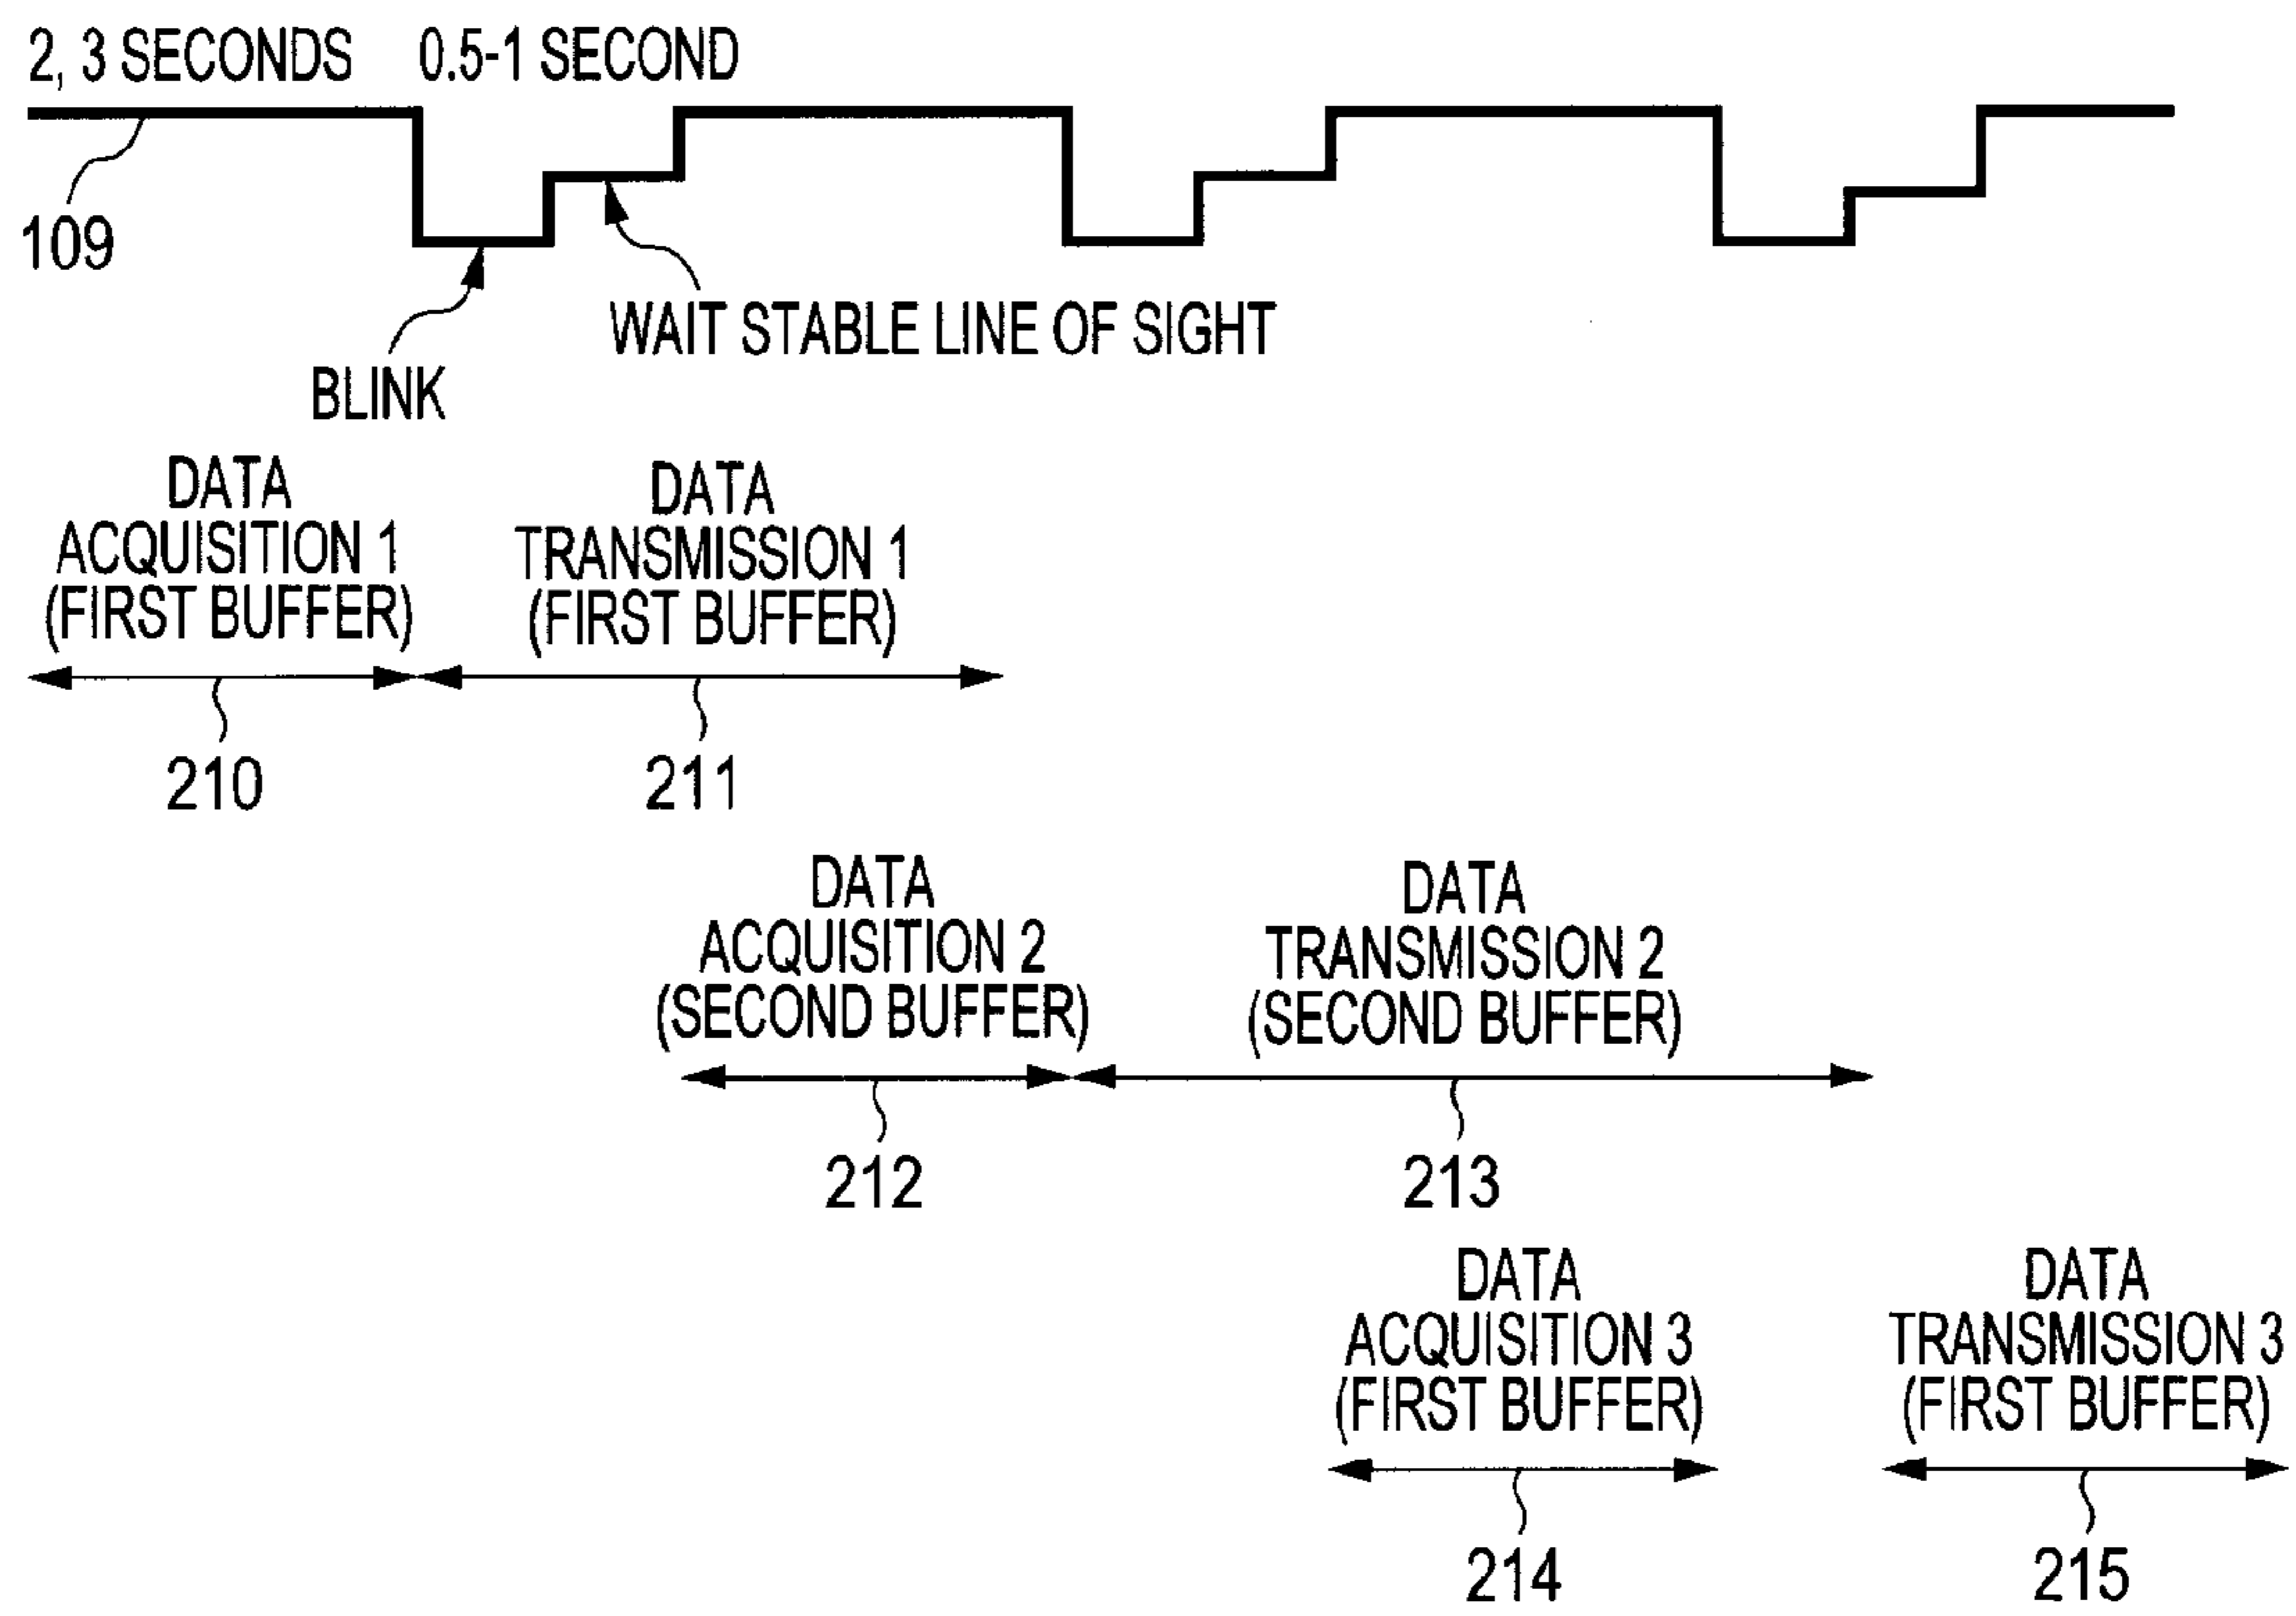 2, 3 SECONDS 0.5-1 SECOND
109
WAIT STABLE LINE OF SIGHT
BLINK
DATA
ACQUISITION 1
(FIRST BUFFER)
DATA
TRANSMISSION 1
(FIRST BUFFER)
210
211
DATA
ACQUISITION 2
(SECOND BUFFER)
DATA
TRANSMISSION 2
(SECOND BUFFER)
212
213
DATA
ACQUISITION 3
(FIRST BUFFER)
DATA
TRANSMISSION 3
(FIRST BUFFER)
214
215